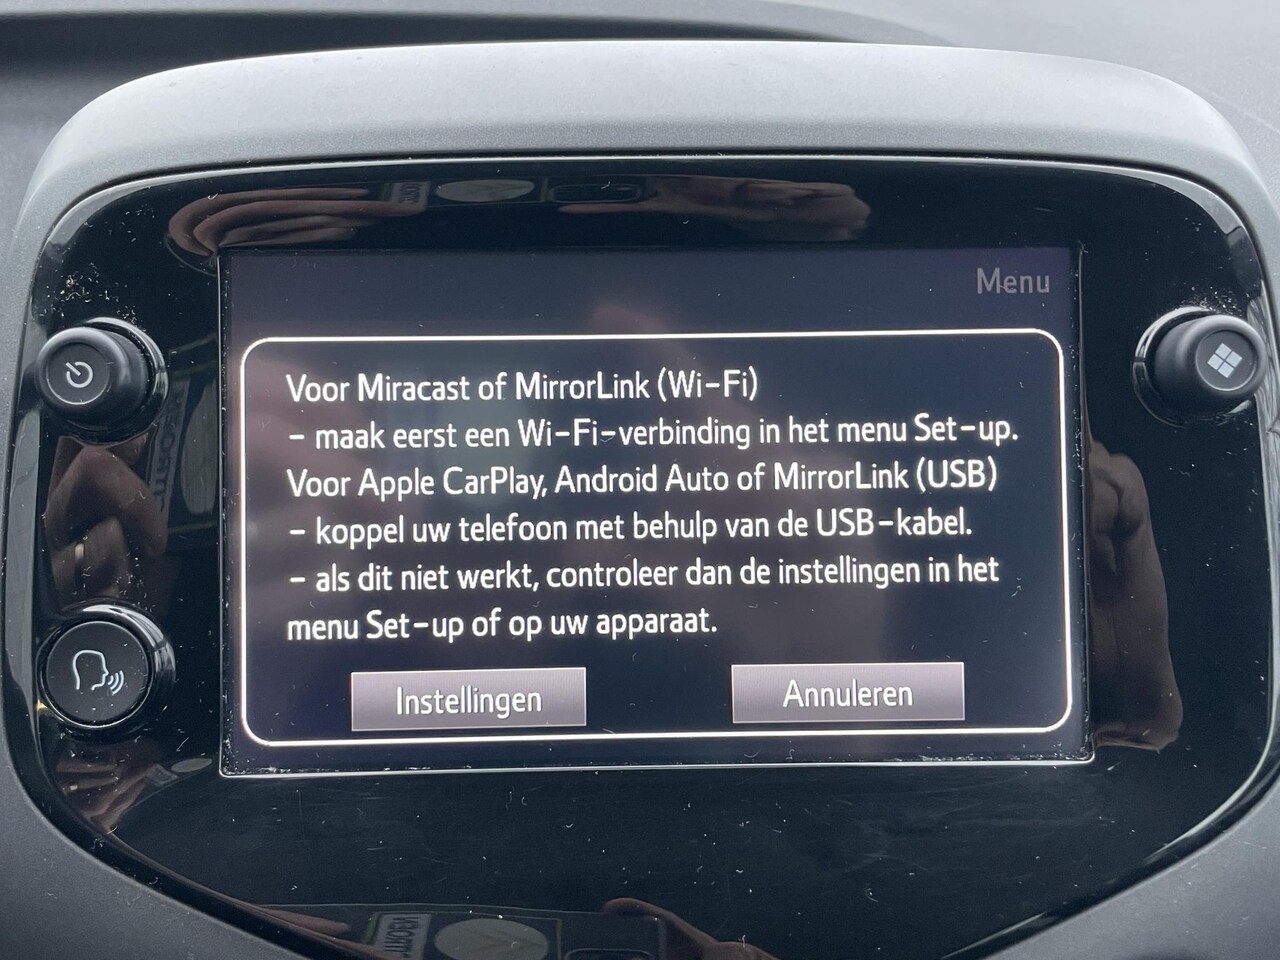 Menu
Voor Miracast of MirrorLink (Wi-Fi)
- maak eerst een Wi-Fi-verbinding in het menu Set-up.
Voor Apple CarPlay, Android Auto of MirrorLink (USB)
- koppel uw telefoon met behulp van de USB-kabel.
- als dit niet werkt, controleer dan de instellingen in het
menu Set-up of op uw apparaat.
Instellingen
Annuleren